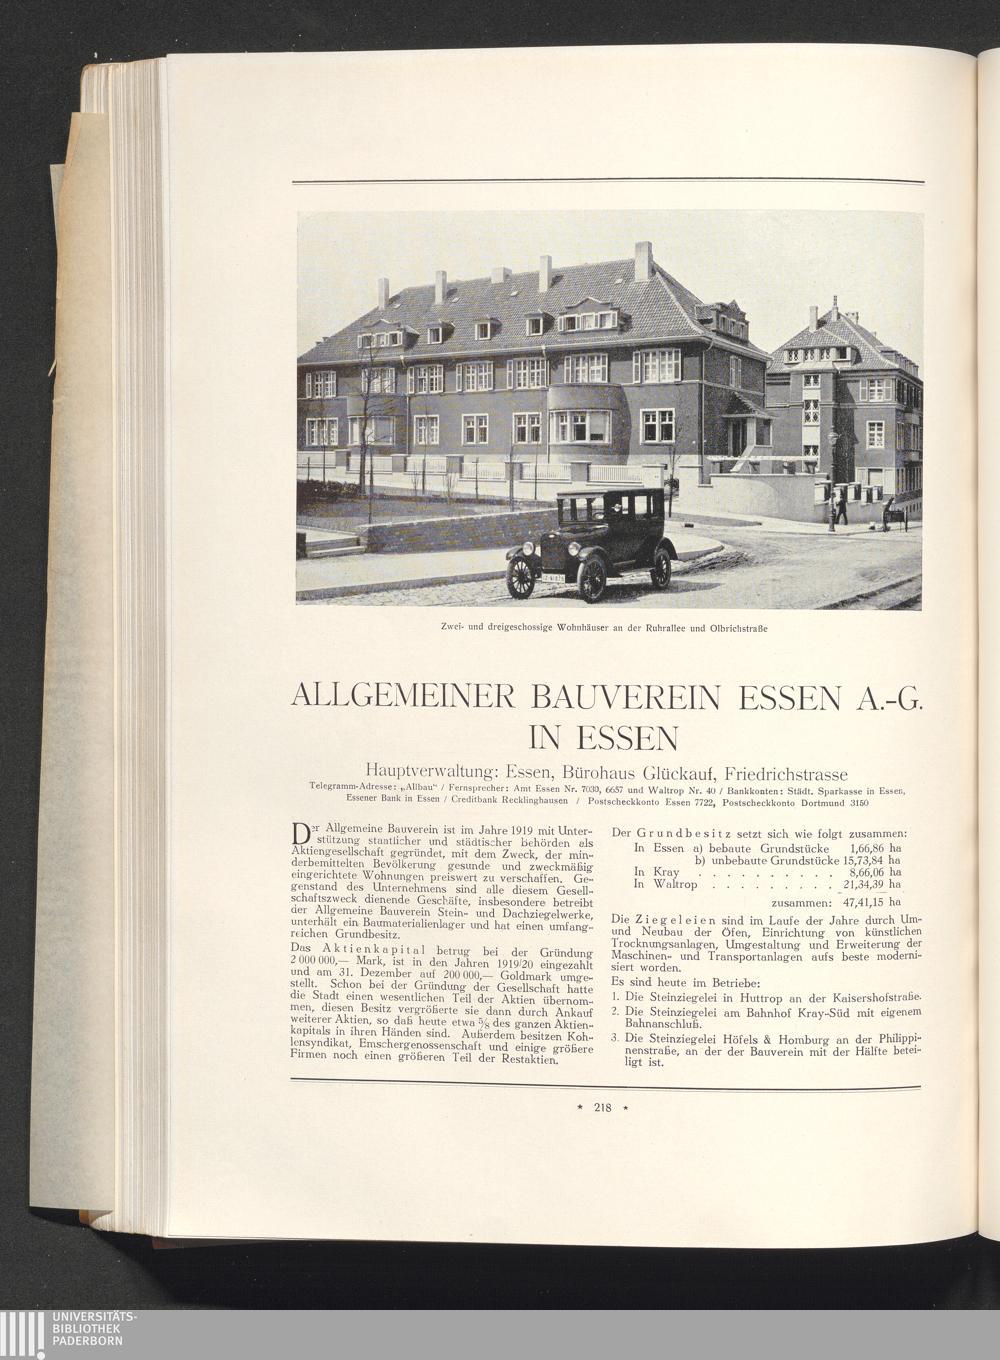 Zwei- und dreigeschossige Wohnhäuser an der Ruhrallee und Olbrichstraße
ALLGEMEINER BAUVEREIN ESSEN A.-G.
IN ESSEN
Hauptverwaltung: Essen, Bürohaus Glückauf, Friedrichstrasse
Telegramm-Adresse: „Allbau“ / Fernsprecher: Amt Essen Nr. 7030, 6657 und Waltrop Nr. 40 / Bankkonten: Städt. Sparkasse in Essen,
Essener Bank in Essen / Creditbank Recklinghausen / Postscheckkonto Essen 7722, Postscheckkonto Dortmund 3150
Der Allgemeine Bauverein ist im Jahre 1919 mit Unter-
stützung staatlicher und städtischer Behörden als
Aktiengesellschaft gegründet, mit dem Zweck, der min-
derbemittelten Bevölkerung gesunde und zweckmäßig
eingerichtete Wohnungen preiswert zu verschaffen. Ge-
genstand des Unternehmens sind alle diesem Gesell-
schaftszweck dienende Geschäfte, insbesondere betreibt
der Allgemeine Bauverein Stein- und Dachziegelwerke,
unterhält ein Baumaterialienlager und hat einen umfang-
reichen Grundbesitz.
Das Aktienkapital betrug bei der Gründung
2 000 000,— Mark, ist in den Jahren 1919/20 eingezahlt
und am 31. Dezember auf 200 000,— Goldmark umge-
stellt. Schon bei der Gründung der Gesellschaft hatte
die Stadt einen wesentlichen Teil der Aktien übernom-
men, diesen Besitz vergrößerte sie dann durch Ankauf
weiterer Aktien, so daß heute etwa 5/8 des ganzen Aktien-
kapitals in ihren Händen sind. Außerdem besitzen Koh-
lensyndikat, Emschergenossenschaft und einige größere
Firmen noch einen größeren Teil der Restaktien.
Der Grundbesitz setzt sich wie folgt zusammen:
In Essen a) bebaute Grundstücke 1,66,86 ha
b) unbebaute Grundstücke 15,73,84 ha
In Kray . . . . . . . . . . 8,66,06 ha
In Waltrop . . . . . . . . . 21,34,39 ha
zusammen: 47,41,15 ha
Die Ziegeleien sind im Laufe der Jahre durch Um-
und Neubau der Öfen, Einrichtung von künstlichen
Trocknungsanlagen, Umgestaltung und Erweiterung der
Maschinen- und Transportanlagen aufs beste moderni-
siert worden.
Es sind heute im Betriebe:
1. Die Steinziegelei in Huttrop an der Kaisershofstraße.
2. Die Steinziegelei am Bahnhof Kray-Süd mit eigenem
Bahnanschluß.
3. Die Steinziegelei Höfels & Homburg an der Philippi-
nenstraße, an der der Bauverein mit der Hälfte betei-
ligt ist.
* 218 *
UNIVERSITÄTS-
BIBLIOTHEK
PADERBORN